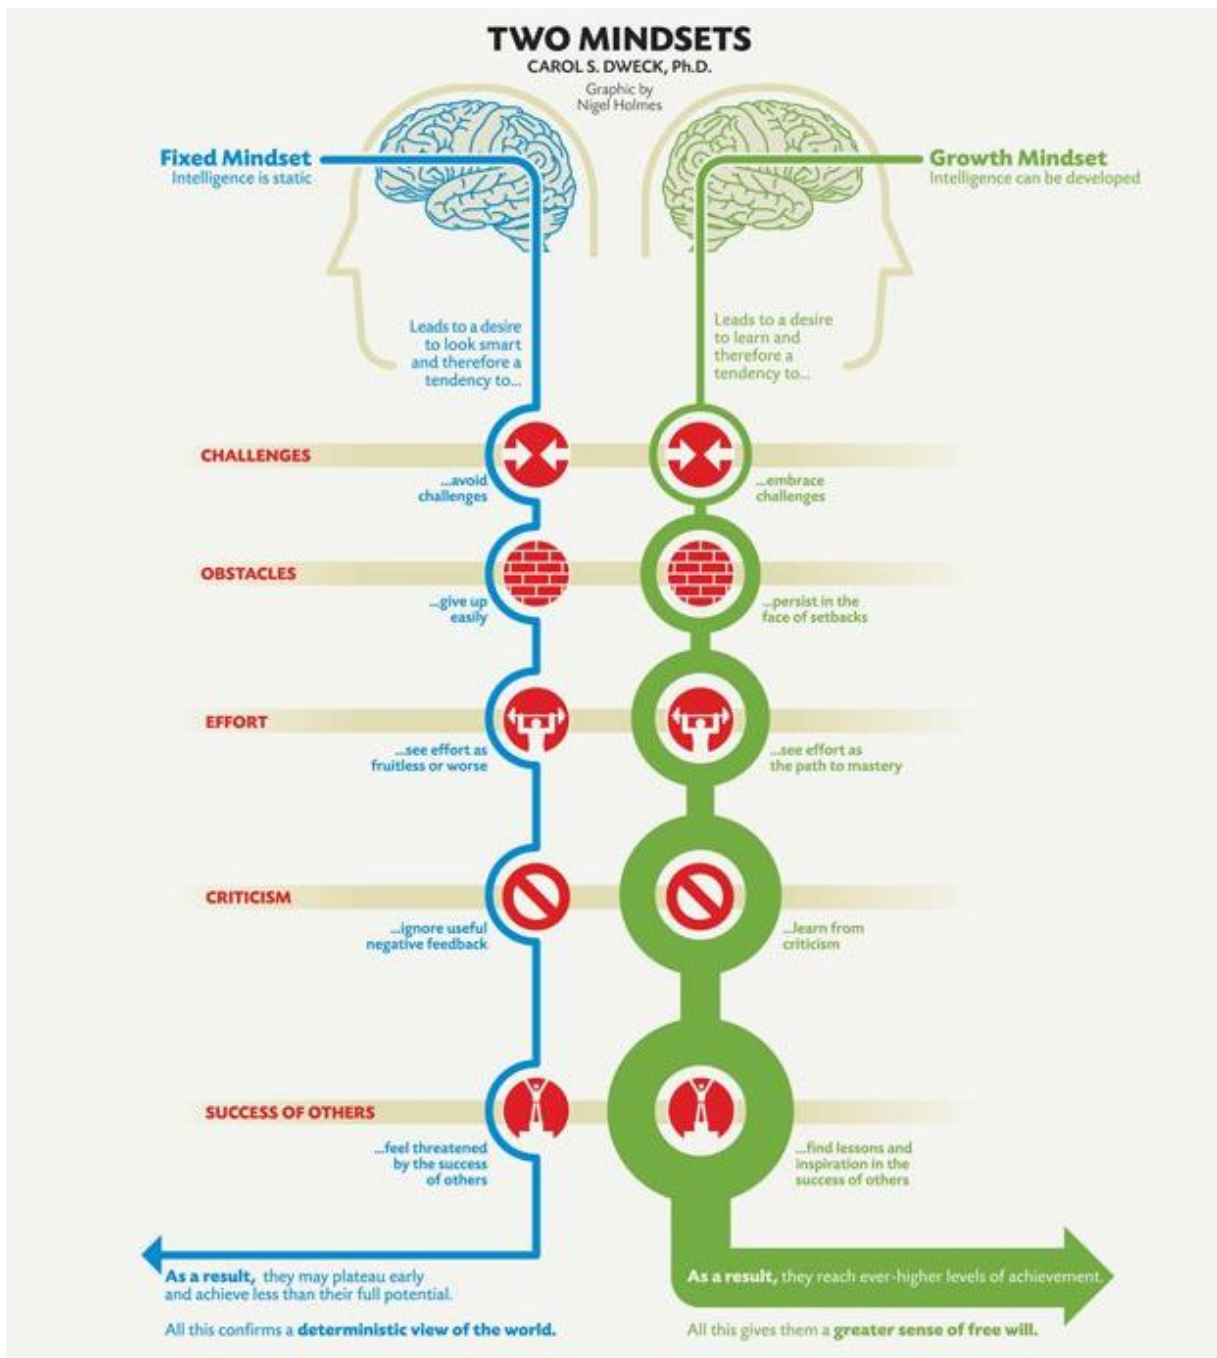 TWO MINDSETS
CAROL S. DWECK, Ph.D.
Graphic by
Nigel Holmes
Fixed Mindset
Intelligence is static
Growth Mindset
Intelligence can be developed
Leads to a desire
to look smart
and therefore a
tendency to...
Leads to a desire
to learn and
therefore a
tendency to...
CHALLENGES
...avoid
challenges
...embrace
challenges
OBSTACLES
...give up
easily
...persist in the
face of setbacks
EFFORT
...see effort as
fruitless or worse
...see effort as
the path to mastery
CRITICISM
...ignore useful
negative feedback
...learn from
criticism
SUCCESS OF OTHERS
...feel threatened
by the success
of others
...find lessons and
inspiration in the
success of others
As a result, they may plateau early
and achieve less than their full potential.
All this confirms a deterministic view of the world.
As a result, they reach ever-higher levels of achievement.
All this gives them a greater sense of free will.